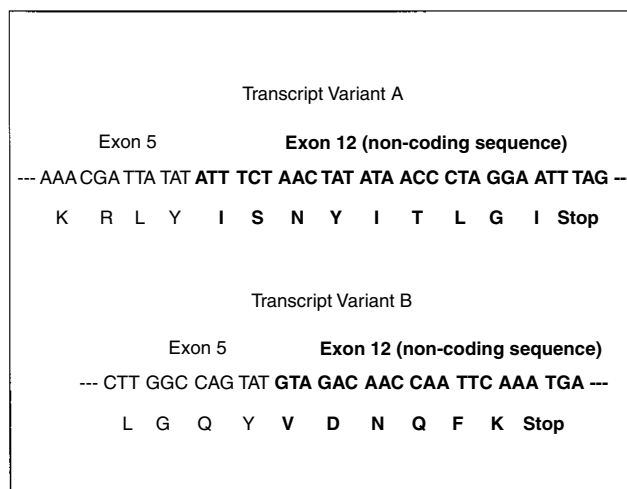 Transcript Variant A
Exon 5 Exon 12 (non-coding sequence)
--- AAA CGA TTA TAT ATT TCT AAC TAT ATA ACC CTA GGA ATT TAG ---
K R L Y I S N Y I T L G I Stop
Transcript Variant B
Exon 5 Exon 12 (non-coding sequence)
--- CTT GGC CAG TAT GTA GAC AAC CAA TTC AAA TGA ---
L G Q Y V D N Q F K Stop